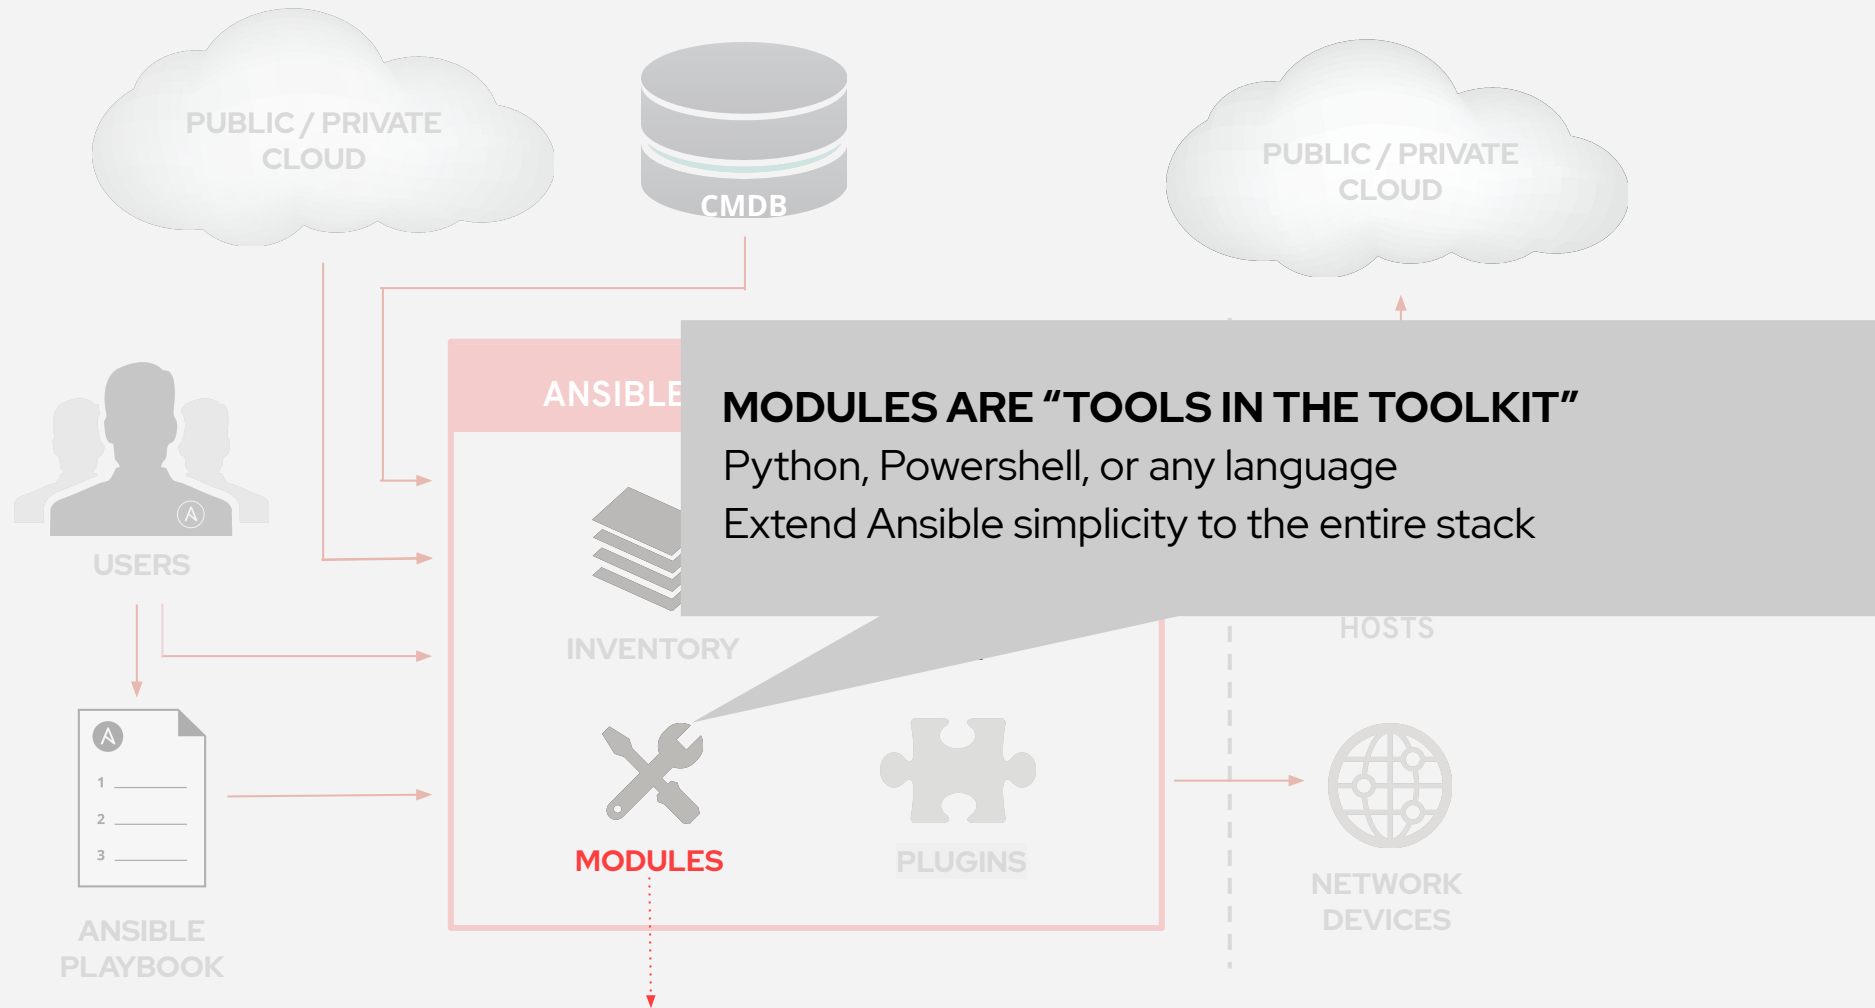 PUBLIC / PRIVATE
CLOUD
CMDB
PUBLIC / PRIVATE
CLOUD
ANSIBLE
MODULES ARE “TOOLS IN THE TOOLKIT”
Python, Powershell, or any language
Extend Ansible simplicity to the entire stack
USERS
INVENTORY
HOSTS
1
2
3
MODULES
PLUGINS
NETWORK
DEVICES
ANSIBLE
PLAYBOOK